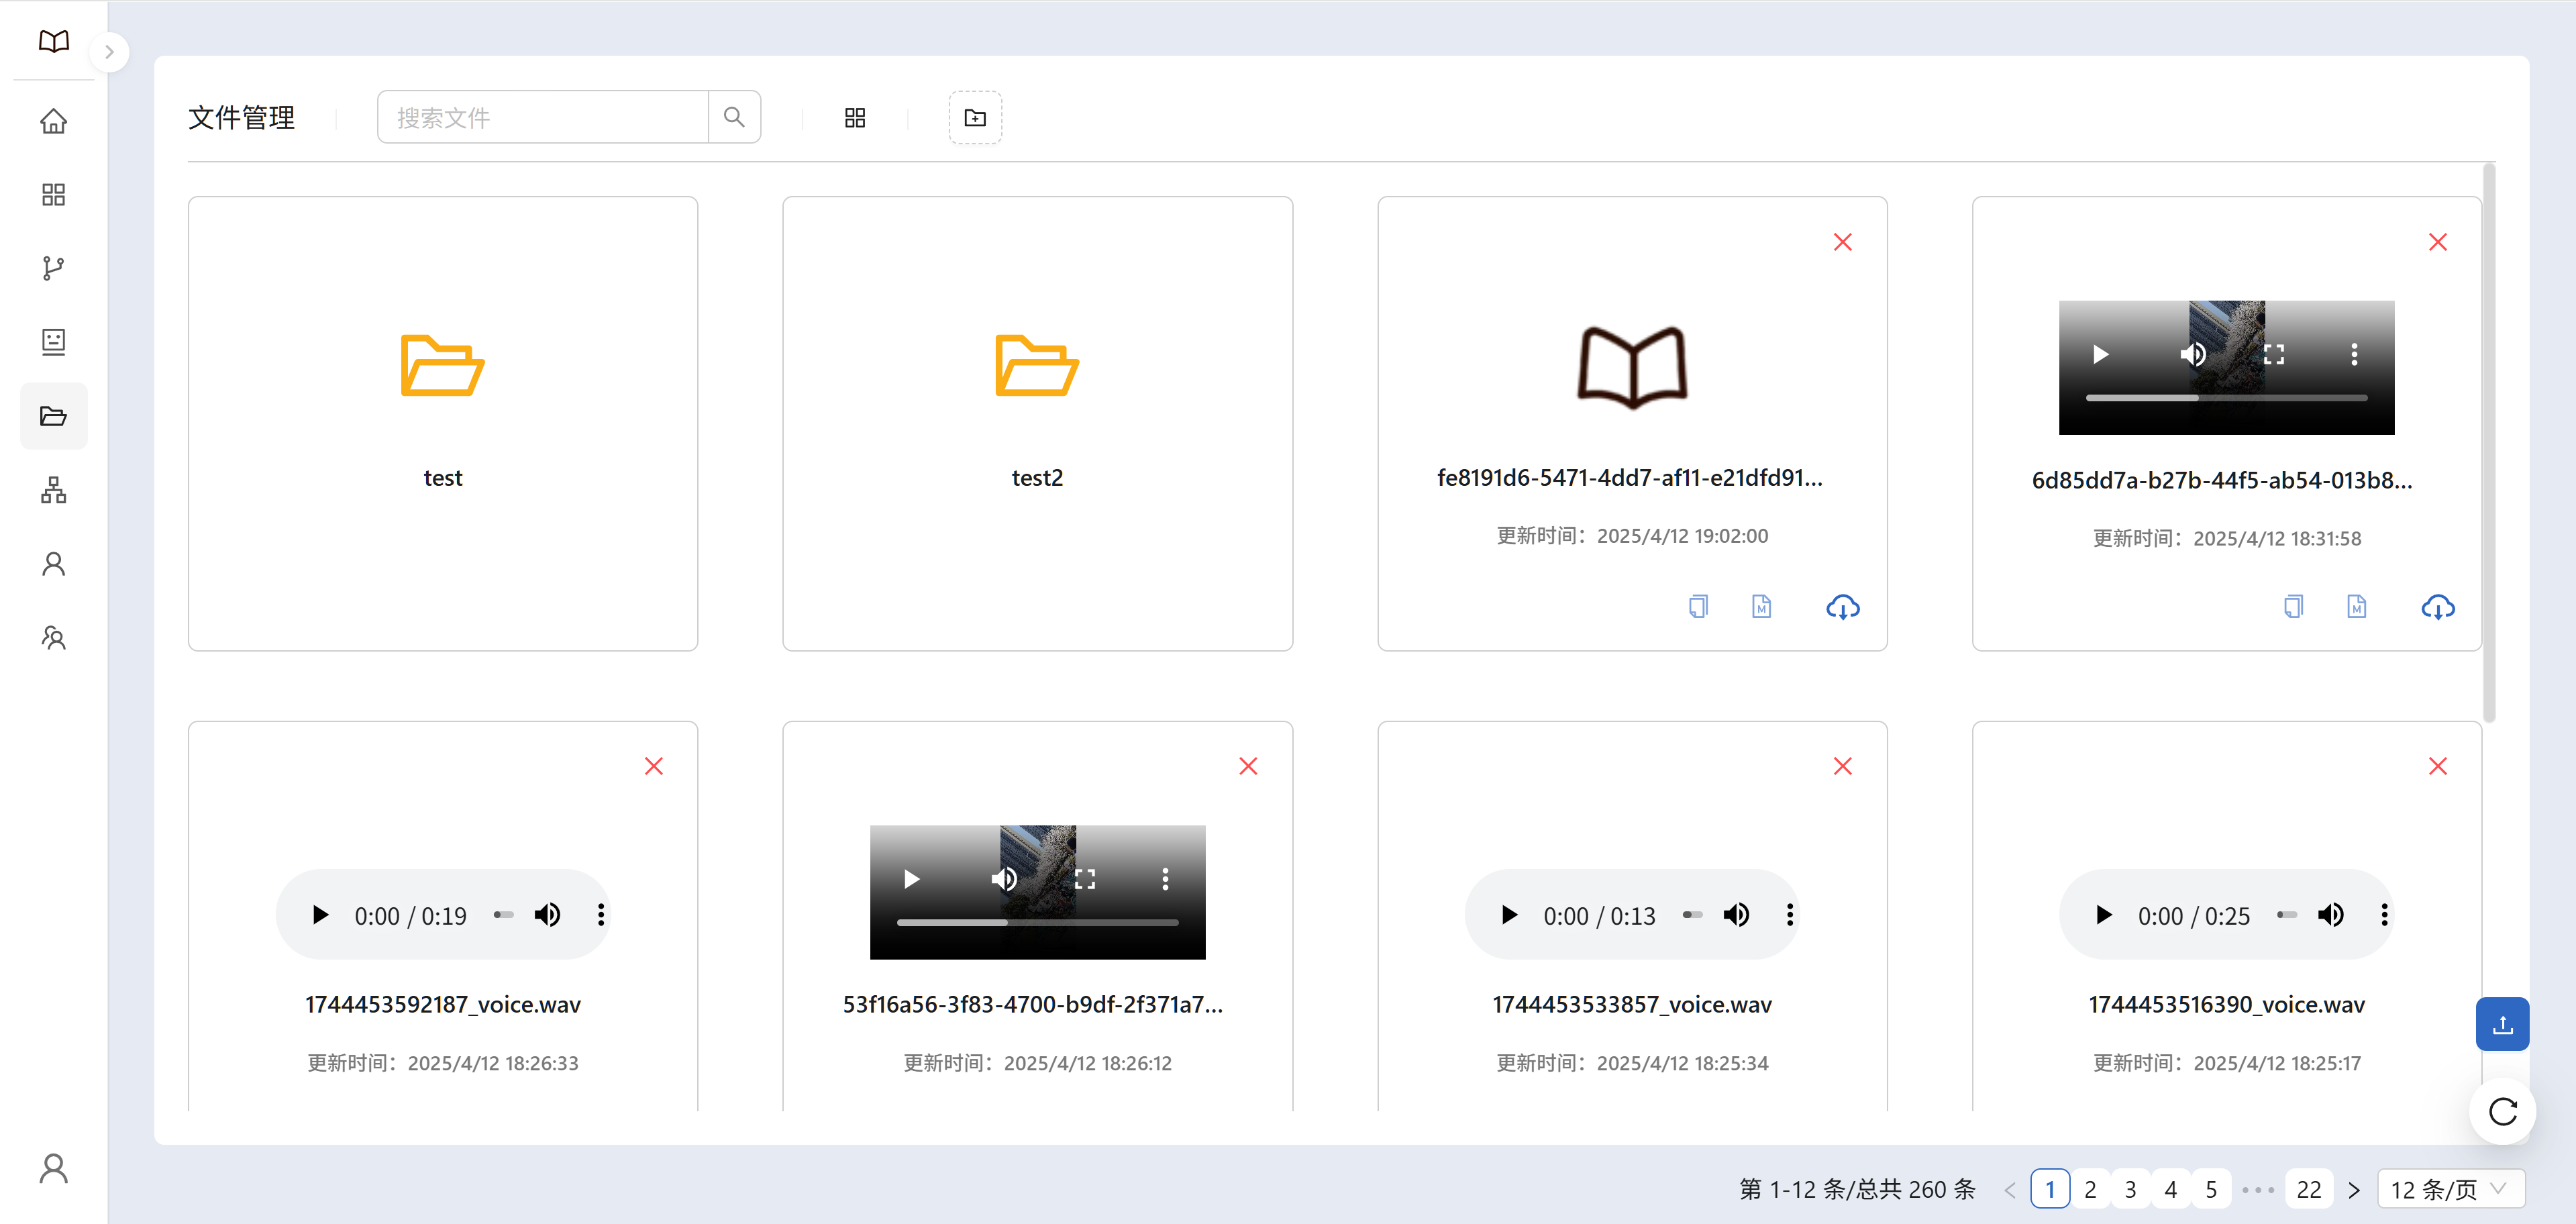 文件管理
搜索文件
test
test2
fe8191d6-5471-4dd7-af11-e21dfd91...
更新时间：2025/4/12 19:02:00
6d85dd7a-b27b-44f5-ab54-013b8...
更新时间：2025/4/12 18:31:58
0:00 / 0:19
1744453592187_voice.wav
更新时间：2025/4/12 18:26:33
53f16a56-3f83-4700-b9df-2f371a7...
更新时间：2025/4/12 18:26:12
0:00 / 0:13
1744453533857_voice.wav
更新时间：2025/4/12 18:25:34
0:00 / 0:25
1744453516390_voice.wav
更新时间：2025/4/12 18:25:17
第 1-12 条/总共 260 条 < 1 2 3 4 5 ••• 22 > 12 条/页